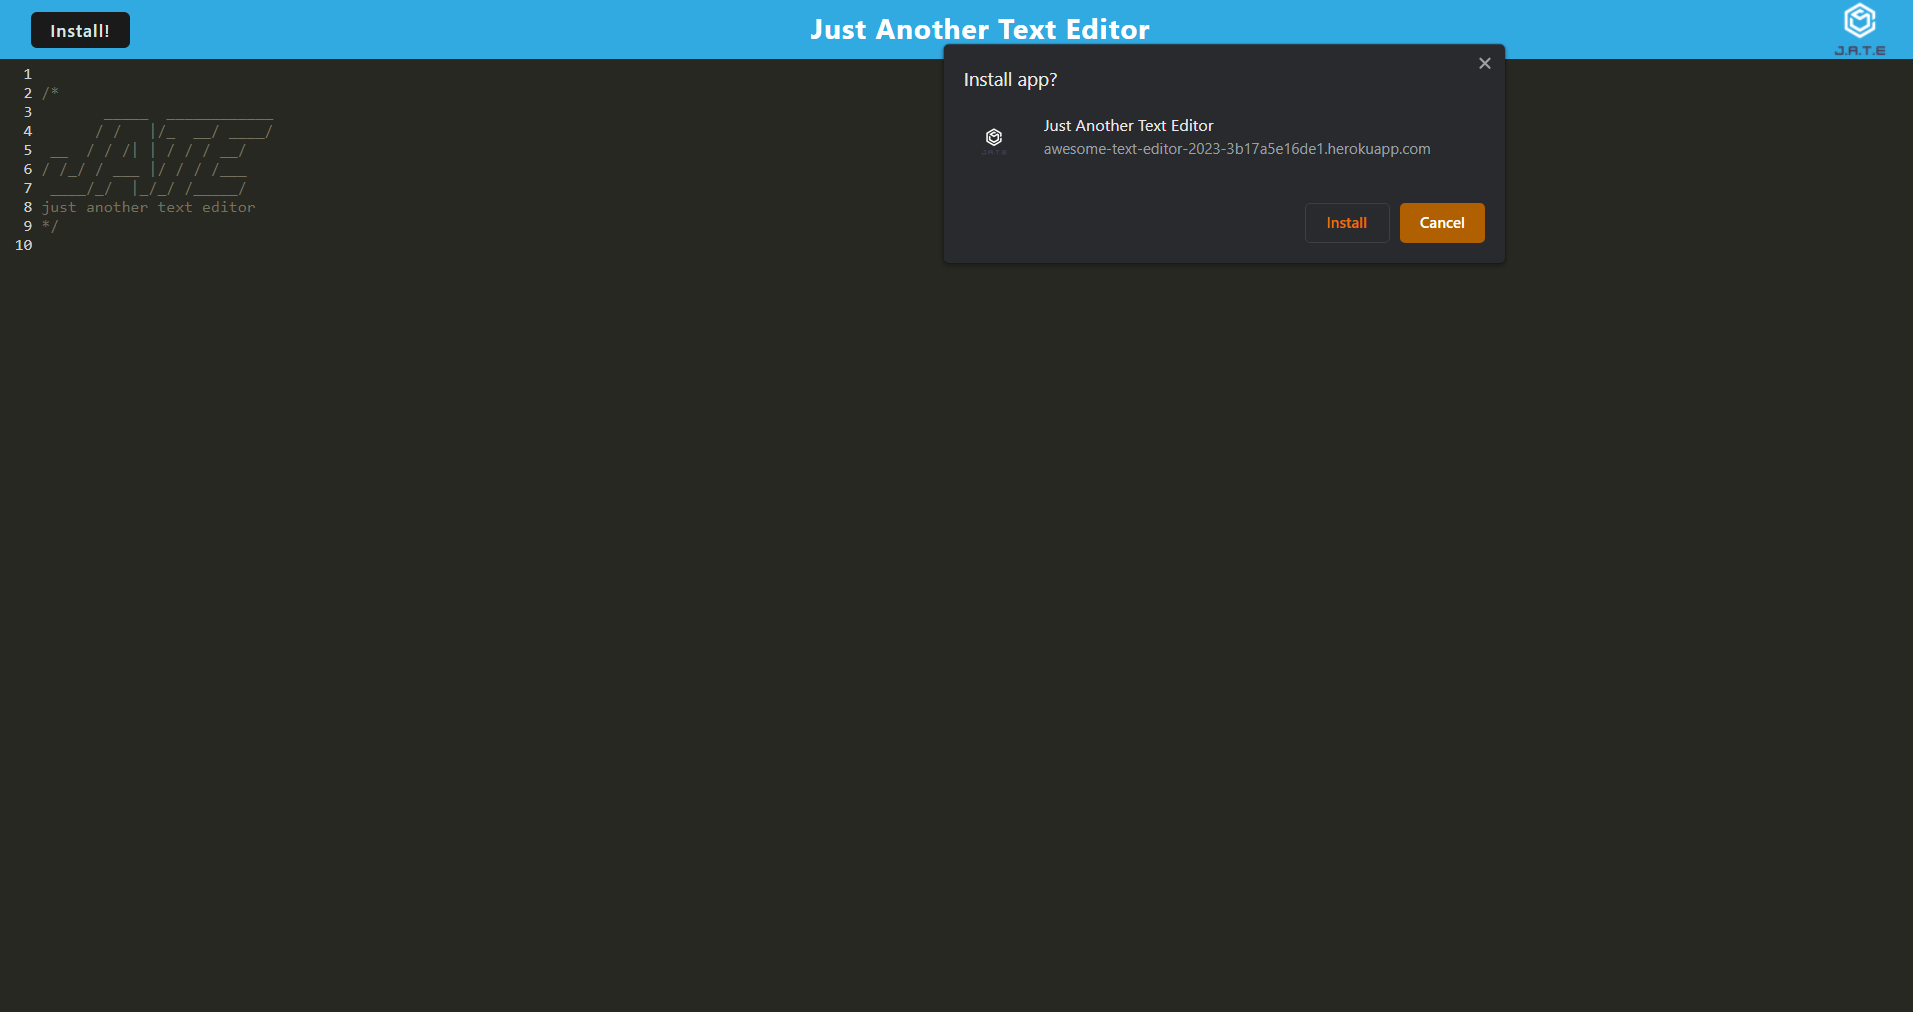 Install!
Just Another Text Editor
J.A.T.E
Install app?
Just Another Text Editor
awesome-text-editor-2023-3b17a5e16de1.herokuapp.com
Install
Cancel
1
2 /*
3        _____  ____________
4       / /   |/_  __/ ____/
5  __  / / /| | / / / __/
6 / /_/ / ___ |/ / / /___
7  ____/_/  |_/_/ /_____/
8 just another text editor
9 */
10